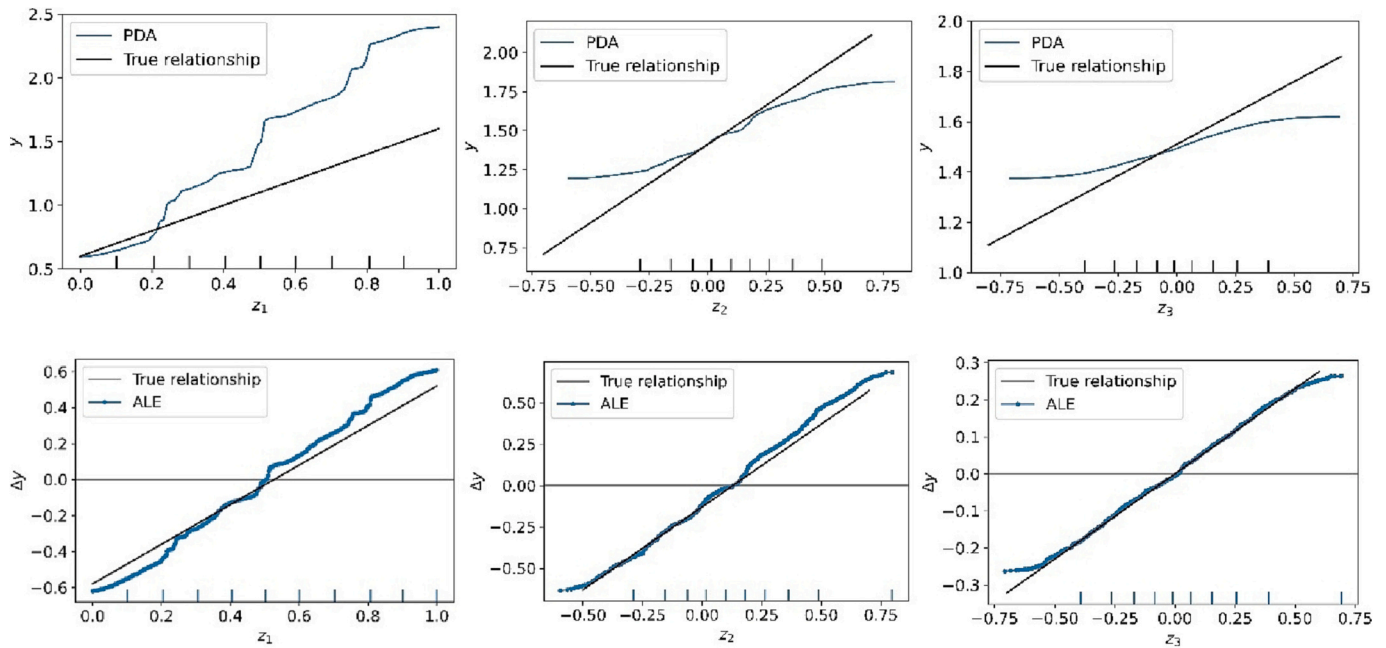 2.5
2.0
1.5
1.0
0.5
y
PDA
True relationship
0.0 0.2 0.4 0.6 0.8 1.0
z₁
2.00
1.75
1.50
1.25
1.00
0.75
y
PDA
True relationship
−0.75 −0.50 −0.25 0.00 0.25 0.50 0.75
z₂
2.0
1.8
1.6
1.4
1.2
1.0
y
PDA
True relationship
−0.75 −0.50 −0.25 0.00 0.25 0.50 0.75
z₃
0.6
0.4
0.2
0.0
−0.2
−0.4
−0.6
Δy
True relationship
ALE
0.0 0.2 0.4 0.6 0.8 1.0
z₁
0.50
0.25
0.00
−0.25
−0.50
Δy
True relationship
ALE
−0.50 −0.25 0.00 0.25 0.50 0.75
z₂
0.3
0.2
0.1
0.0
−0.1
−0.2
−0.3
Δy
True relationship
ALE
−0.75 −0.50 −0.25 0.00 0.25 0.50 0.75
z₃